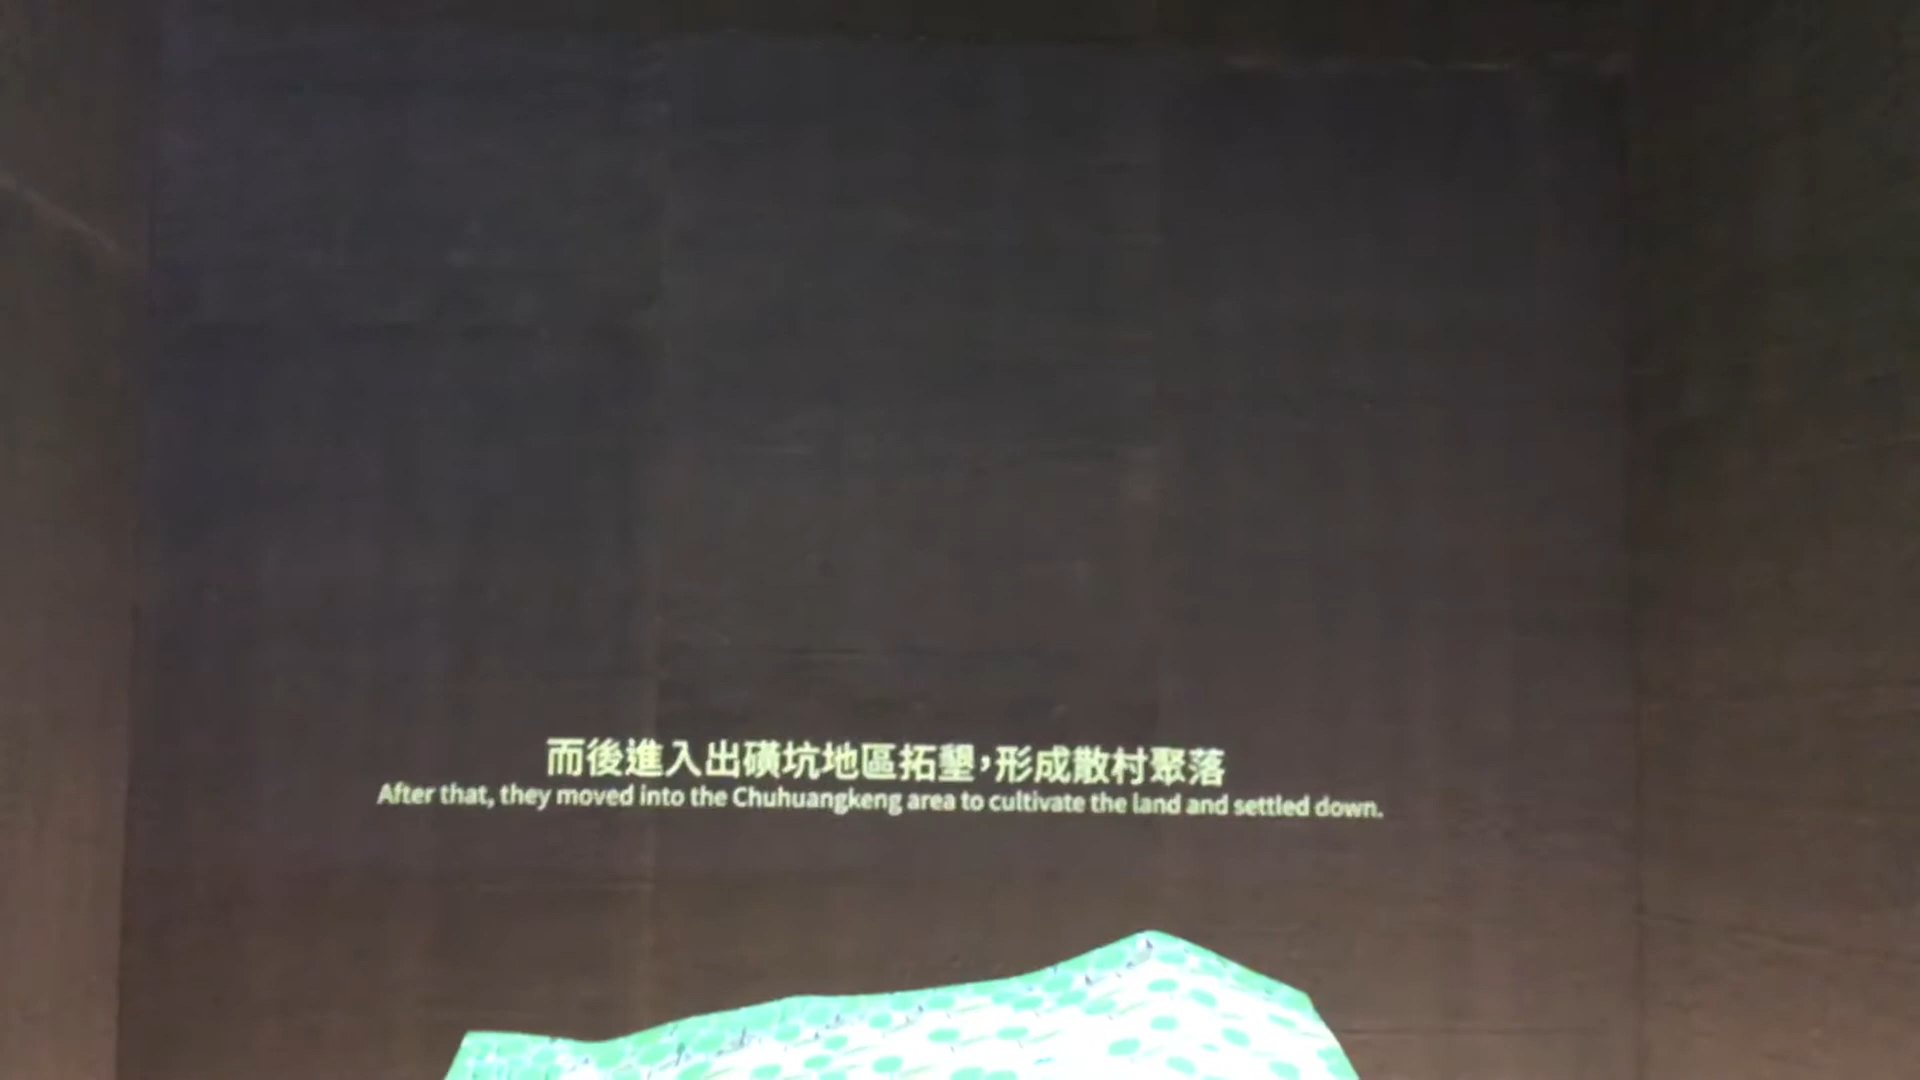 而後進入出磺坑地區拓墾，形成散村聚落
After that, they moved into the Chuhuangkeng area to cultivate the land and settled down.